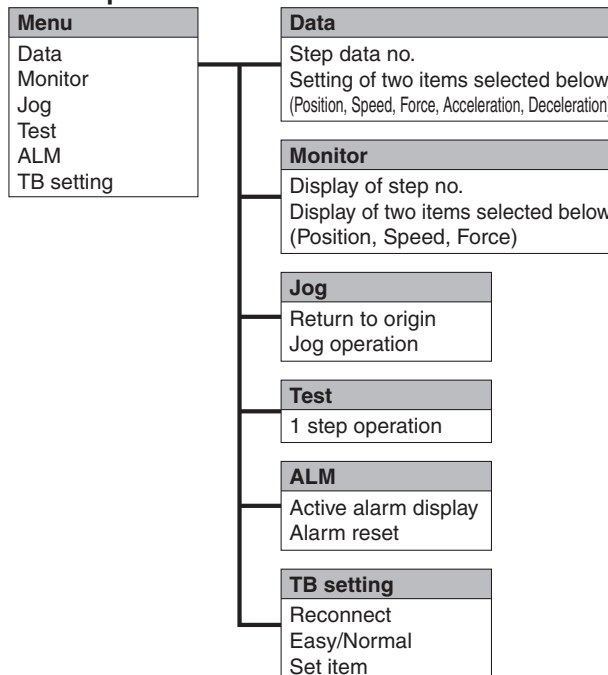 Menu
Data
Monitor
Jog
Test
ALM
TB setting
Data
Step data no.
Setting of two items selected below
(Position, Speed, Force, Acceleration, Deceleration)
Monitor
Display of step no.
Display of two items selected below
(Position, Speed, Force)
Jog
Return to origin
Jog operation
Test
1 step operation
ALM
Active alarm display
Alarm reset
TB setting
Reconnect
Easy/Normal
Set item